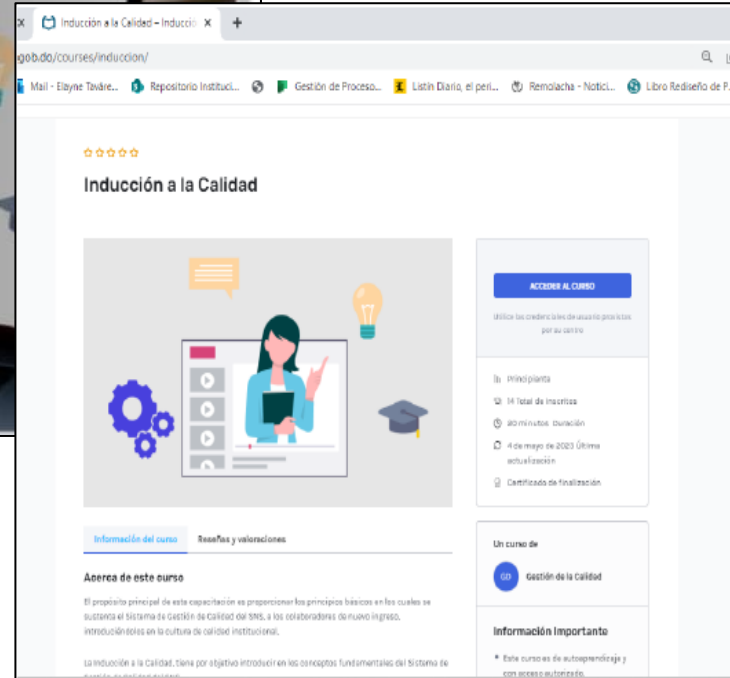 Inducción a la Calidad – Inducció
gob.do/courses/induccion/
Mail - Elayne Taváre... Repositorio Instituci... Gestión de Proceso... Listín Diario, el peri... Remolacha - Notici... Libro Rediseño de P...
Inducción a la Calidad
ACCEDER AL CURSO
Utilice las credenciales de usuario provistas
por su centro
Principiante
14 Total de inscritos
20 minutos Duración
4 de mayo de 2023 Última
actualización
Certificado de finalización
Información del curso Reseñas y valoraciones
Acerca de este curso
El propósito principal de esta capacitación es proporcionar los principios básicos en los cuales se
sustenta el Sistema de Gestión de Calidad del SNS, a los colaboradores de nuevo ingreso,
introduciéndolos en la cultura de calidad institucional.
La Inducción a la Calidad, tiene por objetivo introducir en los conceptos fundamentales del Sistema de
Un curso de
GD Gestión de la Calidad
Información Importante
Este curso es de autoaprendizaje y
con acceso autorizado.